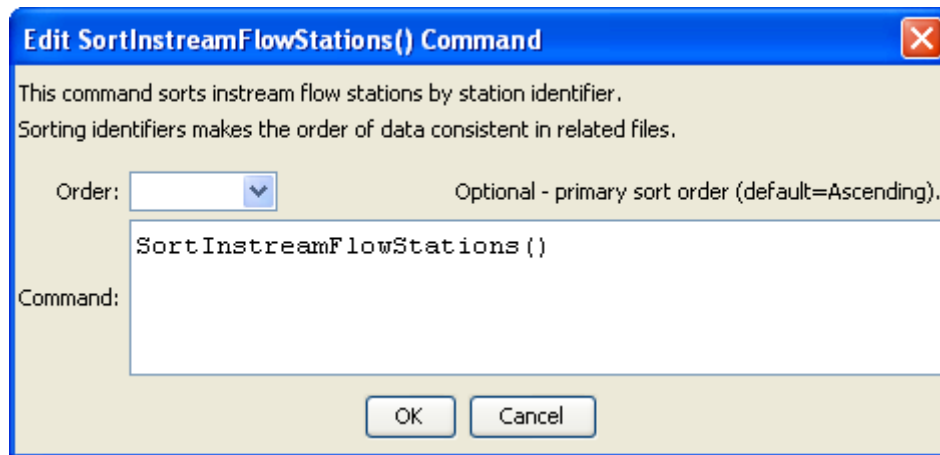 Edit SortInstreamFlowStations() Command
This command sorts instream flow stations by station identifier.
Sorting identifiers makes the order of data consistent in related files.
Order: Optional - primary sort order (default=Ascending).
SortInstreamFlowStations()
Command:
OK Cancel